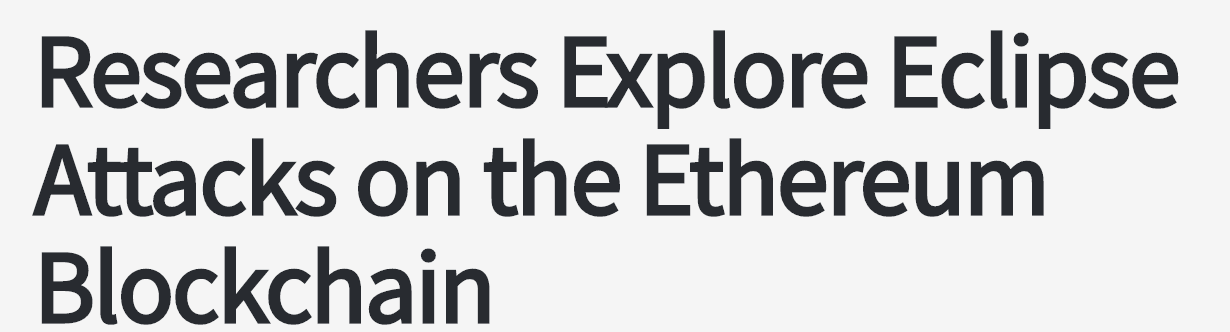 Researchers Explore Eclipse
Attacks on the Ethereum
Blockchain